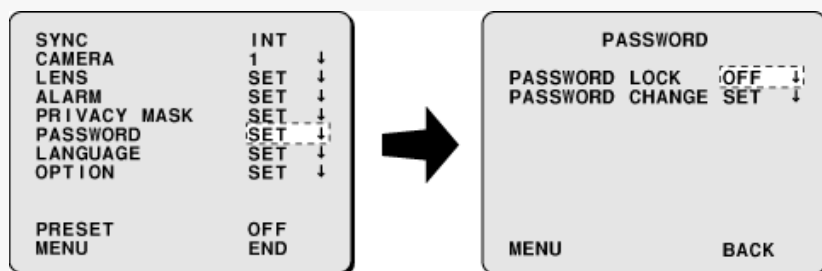 SYNC INT
CAMERA 1 ↓
LENS SET ↓
ALARM SET ↓
PRIVACY MASK SET ↓
PASSWORD SET ↓
LANGUAGE SET ↓
OPTION SET ↓
PRESET OFF
MENU END
PASSWORD
PASSWORD LOCK OFF ↓
PASSWORD CHANGE SET ↓
MENU BACK